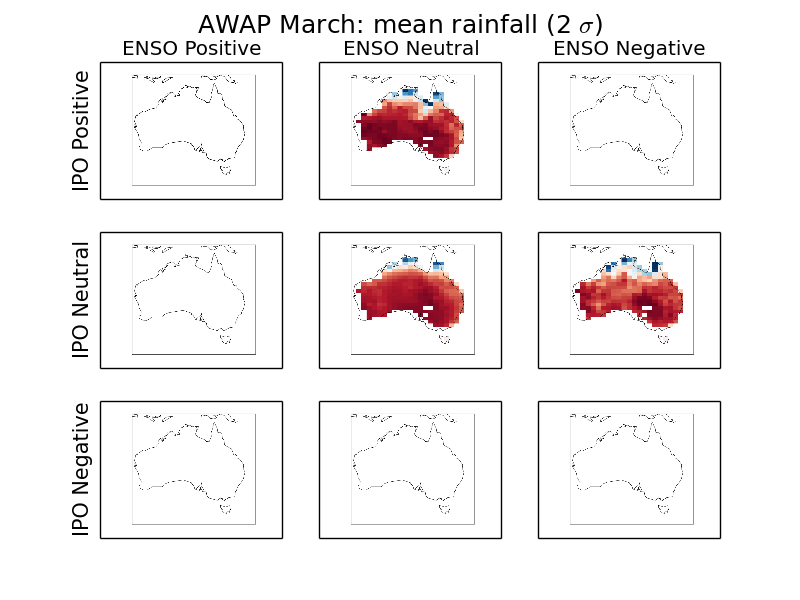 AWAP March: mean rainfall (2 σ)
ENSO Positive
ENSO Neutral
ENSO Negative
IPO Positive
IPO Neutral
IPO Negative